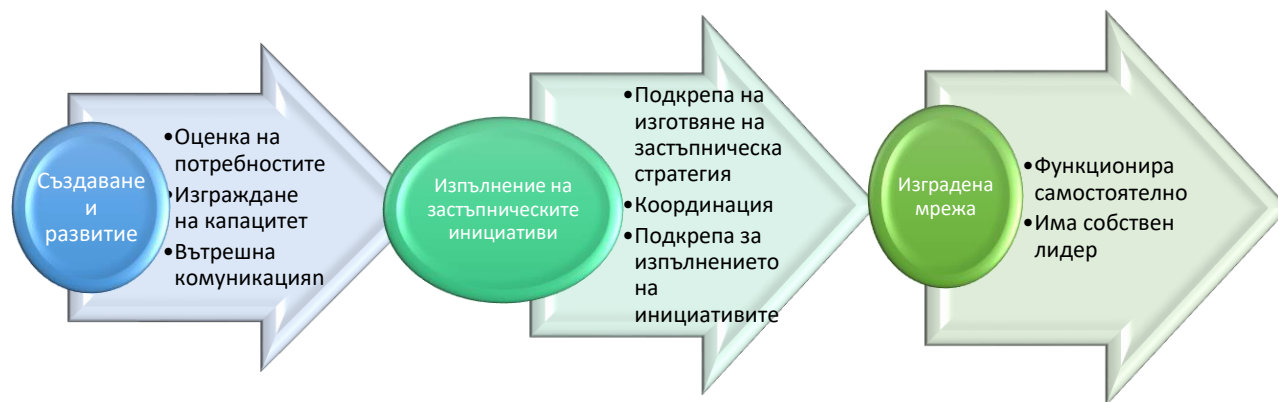 Създаване
и
развитие
•Оценка на
потребностите
•Изграждане
на капацитет
•Вътрешна
комуникацияn
Изпълнение на
застъпническите
инициативи
•Подкрепа на
изготвяне на
застъпническа
стратегия
•Координация
•Подкрепа за
изпълнението
на
инициативите
Изградена
мрежа
•Функционира
самостоятелно
•Има собствен
лидер